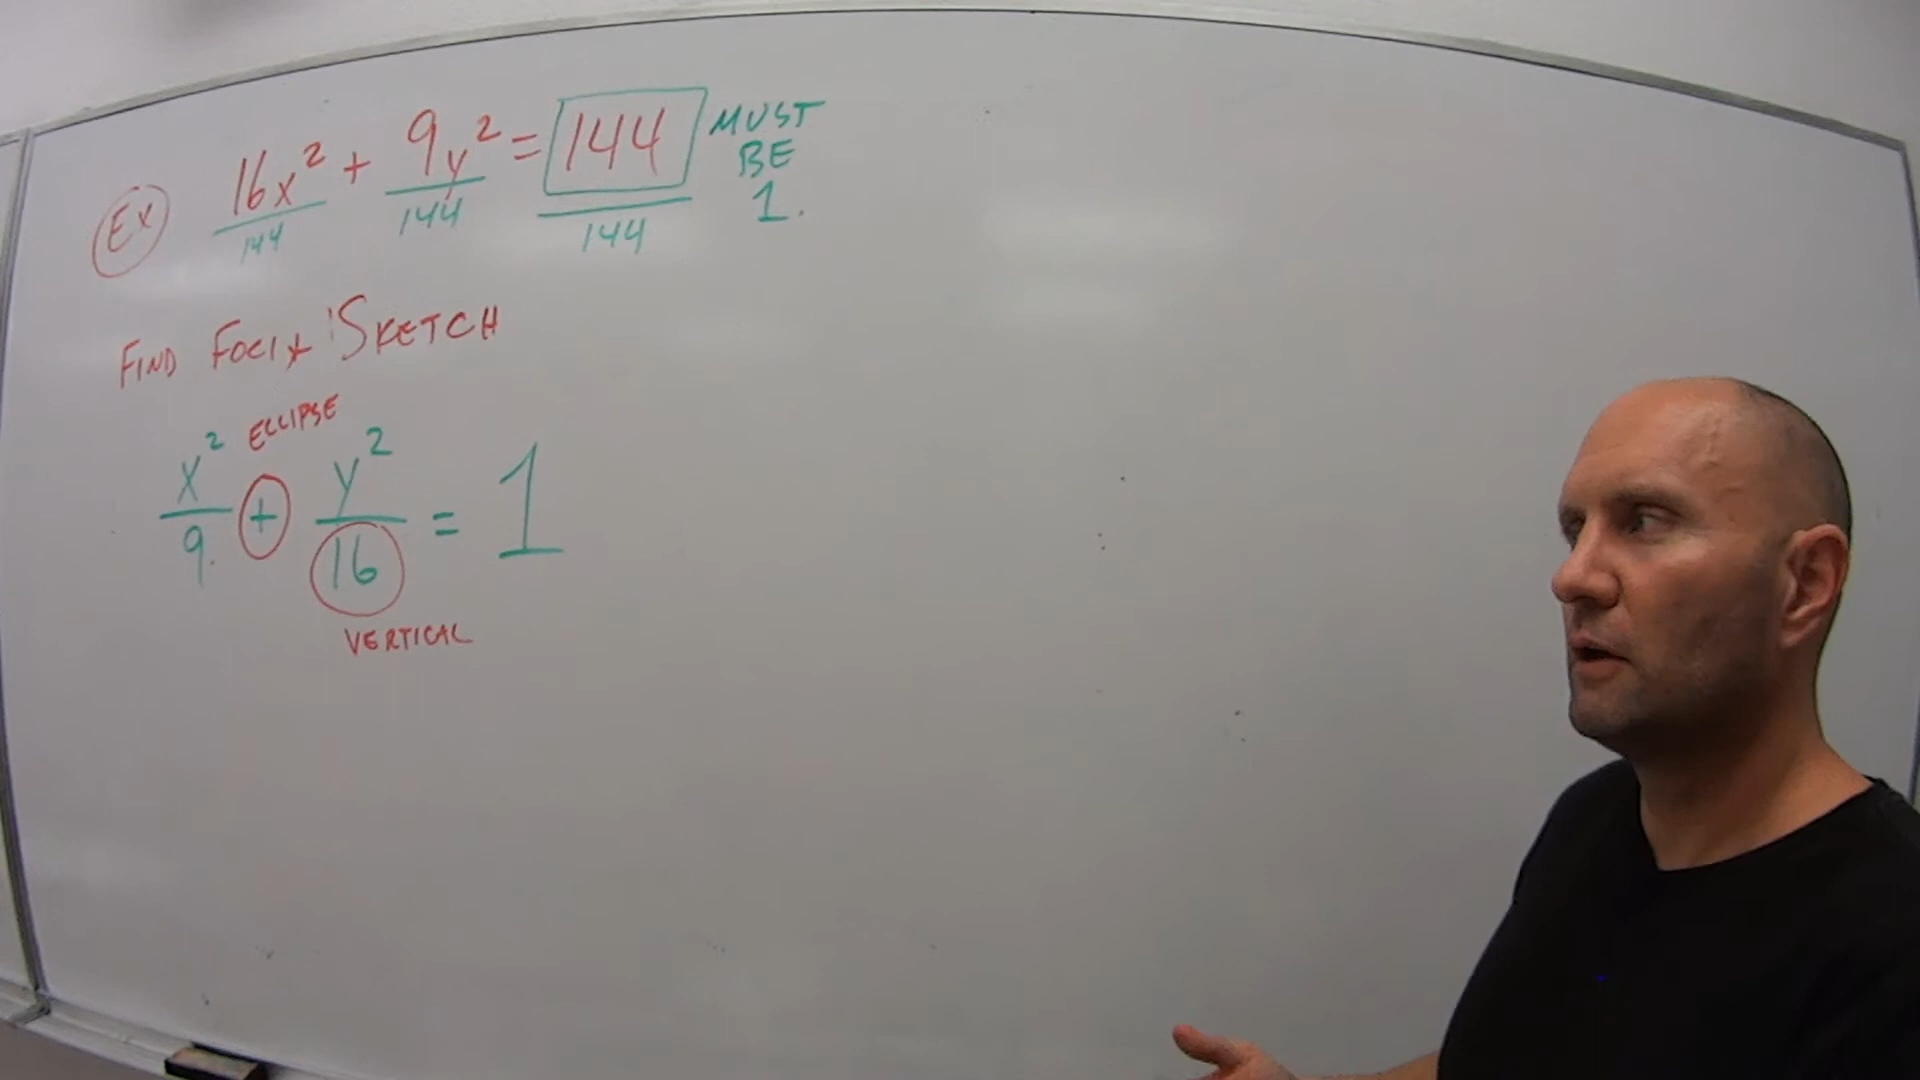 Ex 16x²/144 + 9y²/144 = 144/144 MUST BE 1.
FIND FOCI + SKETCH
ELLIPSE
x²/9 + y²/16 = 1
VERTICAL